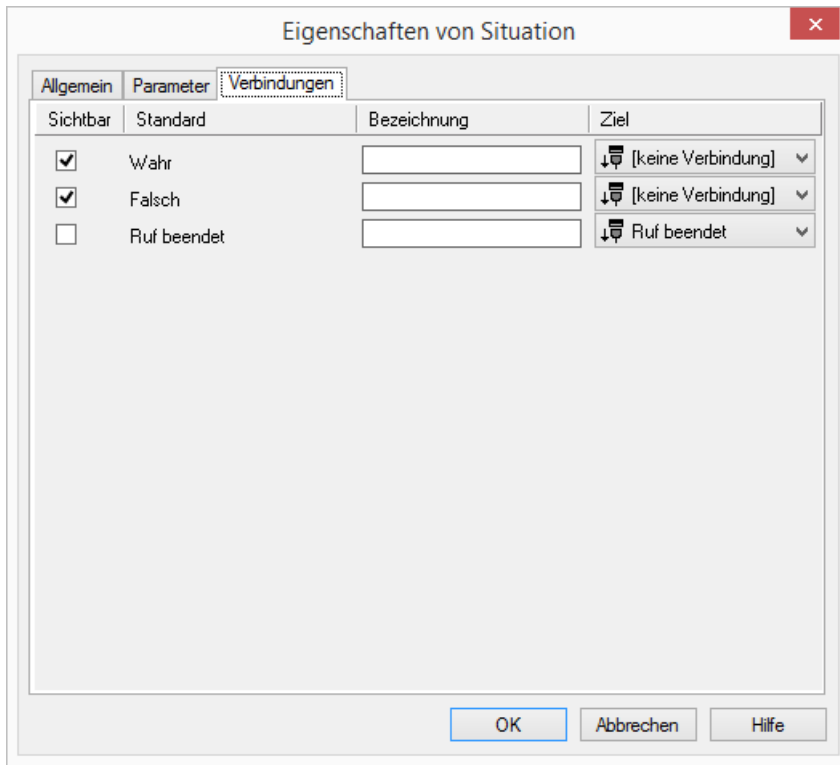 Eigenschaften von Situation
Allgemein Parameter Verbindungen
Sichtbar Standard Bezeichnung Ziel
Wahr [keine Verbindung]
Falsch [keine Verbindung]
Ruf beendet Ruf beendet
OK Abbrechen Hilfe